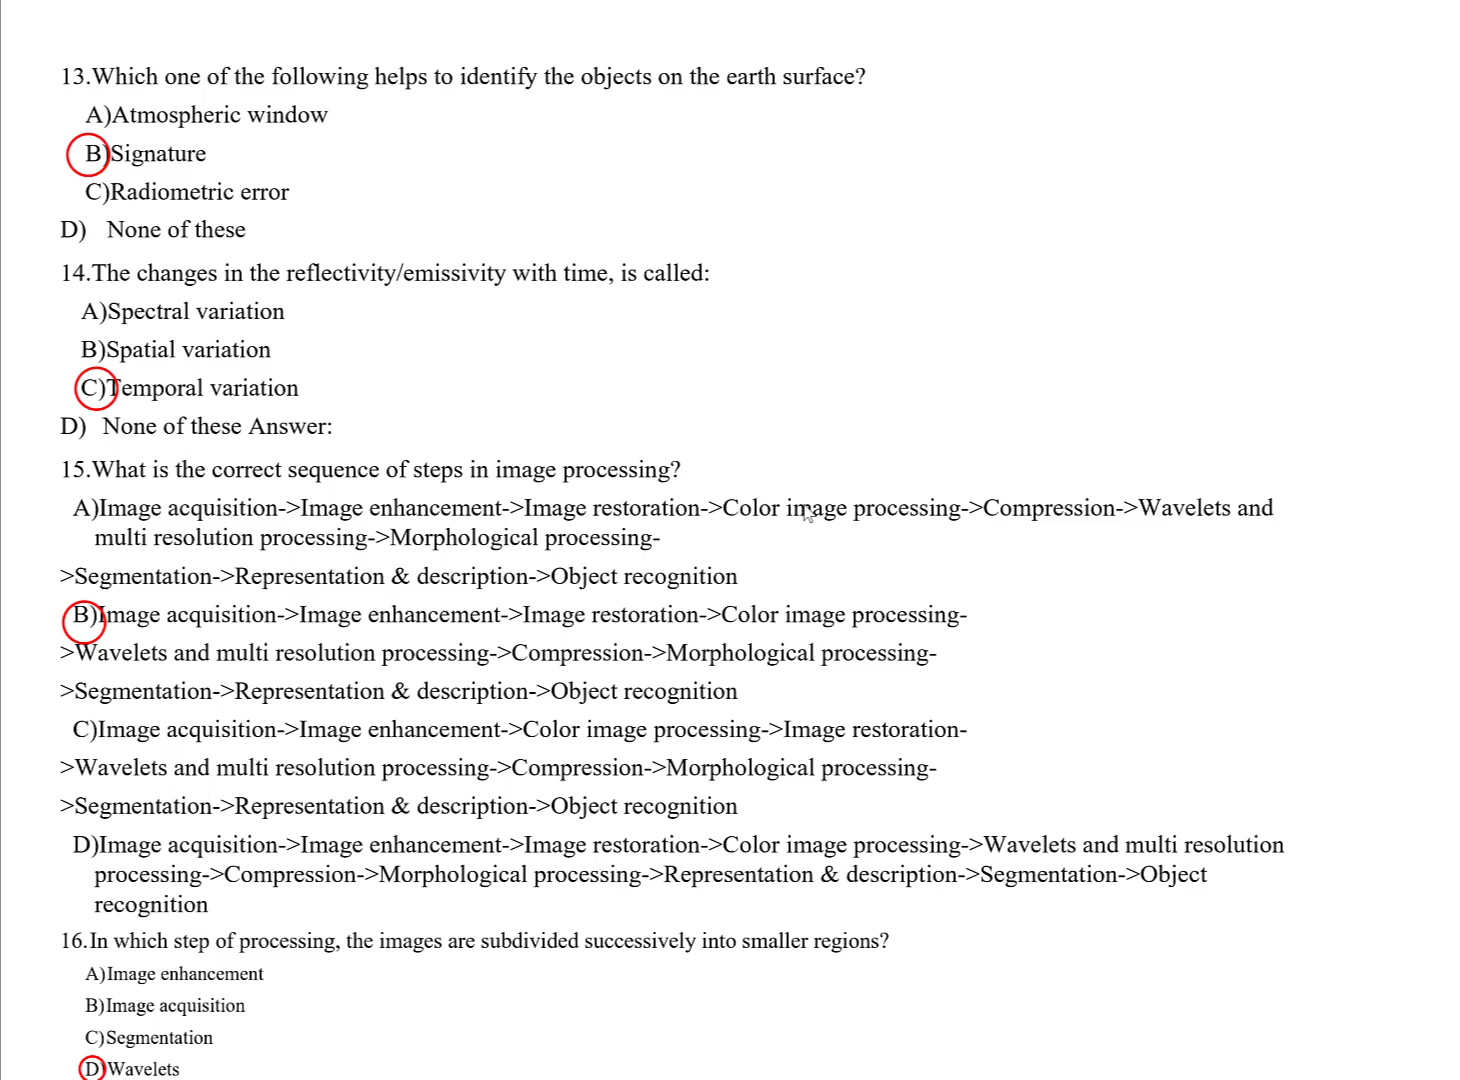 13.Which one of the following helps to identify the objects on the earth surface?
A)Atmospheric window
B)Signature
C)Radiometric error
D) None of these
14.The changes in the reflectivity/emissivity with time, is called:
A)Spectral variation
B)Spatial variation
C)Temporal variation
D) None of these Answer:
15.What is the correct sequence of steps in image processing?
A)Image acquisition->Image enhancement->Image restoration->Color image processing->Compression->Wavelets and
multi resolution processing->Morphological processing-
>Segmentation->Representation & description->Object recognition
B)Image acquisition->Image enhancement->Image restoration->Color image processing-
>Wavelets and multi resolution processing->Compression->Morphological processing-
>Segmentation->Representation & description->Object recognition
C)Image acquisition->Image enhancement->Color image processing->Image restoration-
>Wavelets and multi resolution processing->Compression->Morphological processing-
>Segmentation->Representation & description->Object recognition
D)Image acquisition->Image enhancement->Image restoration->Color image processing->Wavelets and multi resolution
processing->Compression->Morphological processing->Representation & description->Segmentation->Object
recognition
16.In which step of processing, the images are subdivided successively into smaller regions?
A)Image enhancement
B)Image acquisition
C)Segmentation
D)Wavelets